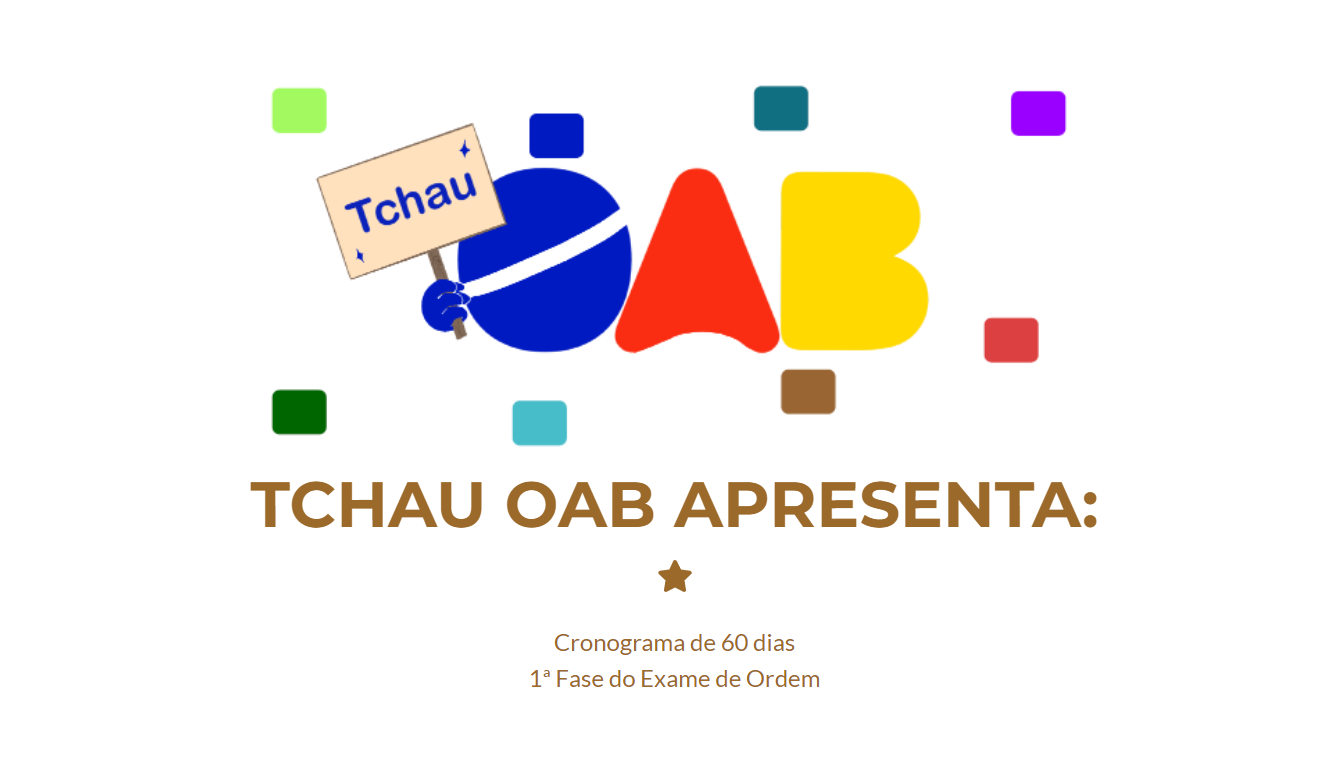 Tchau
OAB
TCHAU OAB APRESENTA:
Cronograma de 60 dias
1ª Fase do Exame de Ordem